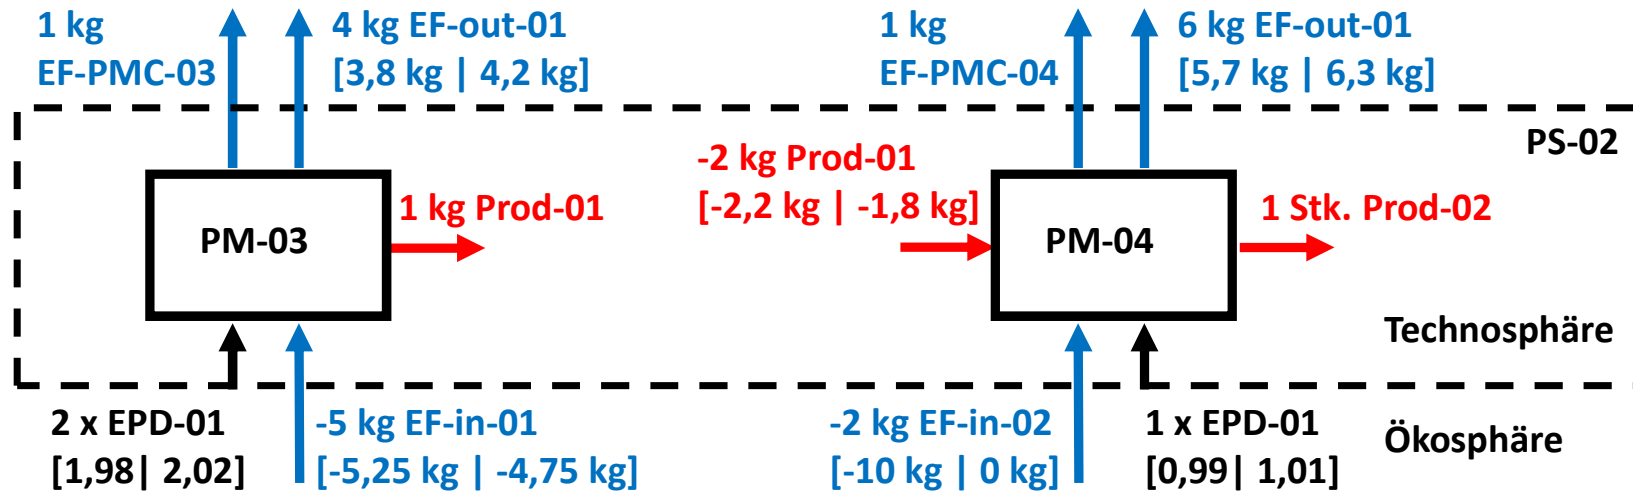 1 kg
EF-PMC-03
4 kg EF-out-01
[3,8 kg | 4,2 kg]
1 kg
EF-PMC-04
6 kg EF-out-01
[5,7 kg | 6,3 kg]
PS-02
-2 kg Prod-01
[-2,2 kg | -1,8 kg]
PM-03
1 kg Prod-01
PM-04
1 Stk. Prod-02
Technosphäre
2 x EPD-01
[1,98| 2,02]
-5 kg EF-in-01
[-5,25 kg | -4,75 kg]
-2 kg EF-in-02
[-10 kg | 0 kg]
1 x EPD-01
[0,99| 1,01]
Ökosphäre